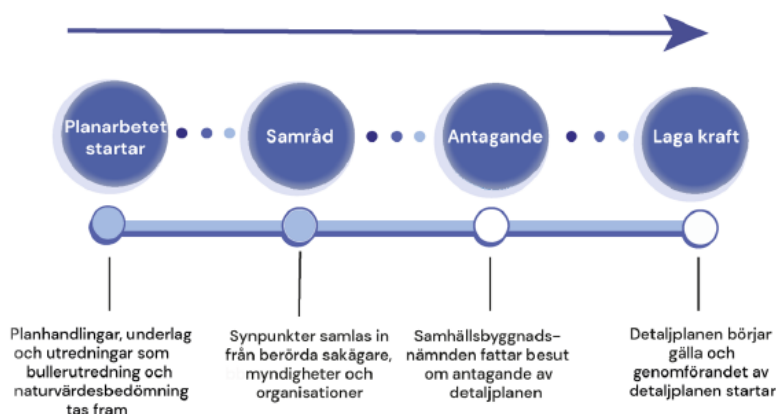 Planarbetet
startar
Samråd
Antagande
Laga kraft
Planhandlingar, underlag
och utredningar som
bullerutredning och
naturvärdesbedömning
tas fram
Synpunkter samlas in
från berörda sakägare,
myndigheter och
organisationer
Samhällsbyggnads-
nämnden fattar besut
om antagande av
detaljplanen
Detaljplanen börjar
gälla och
genomförandet av
detaljplanen startar